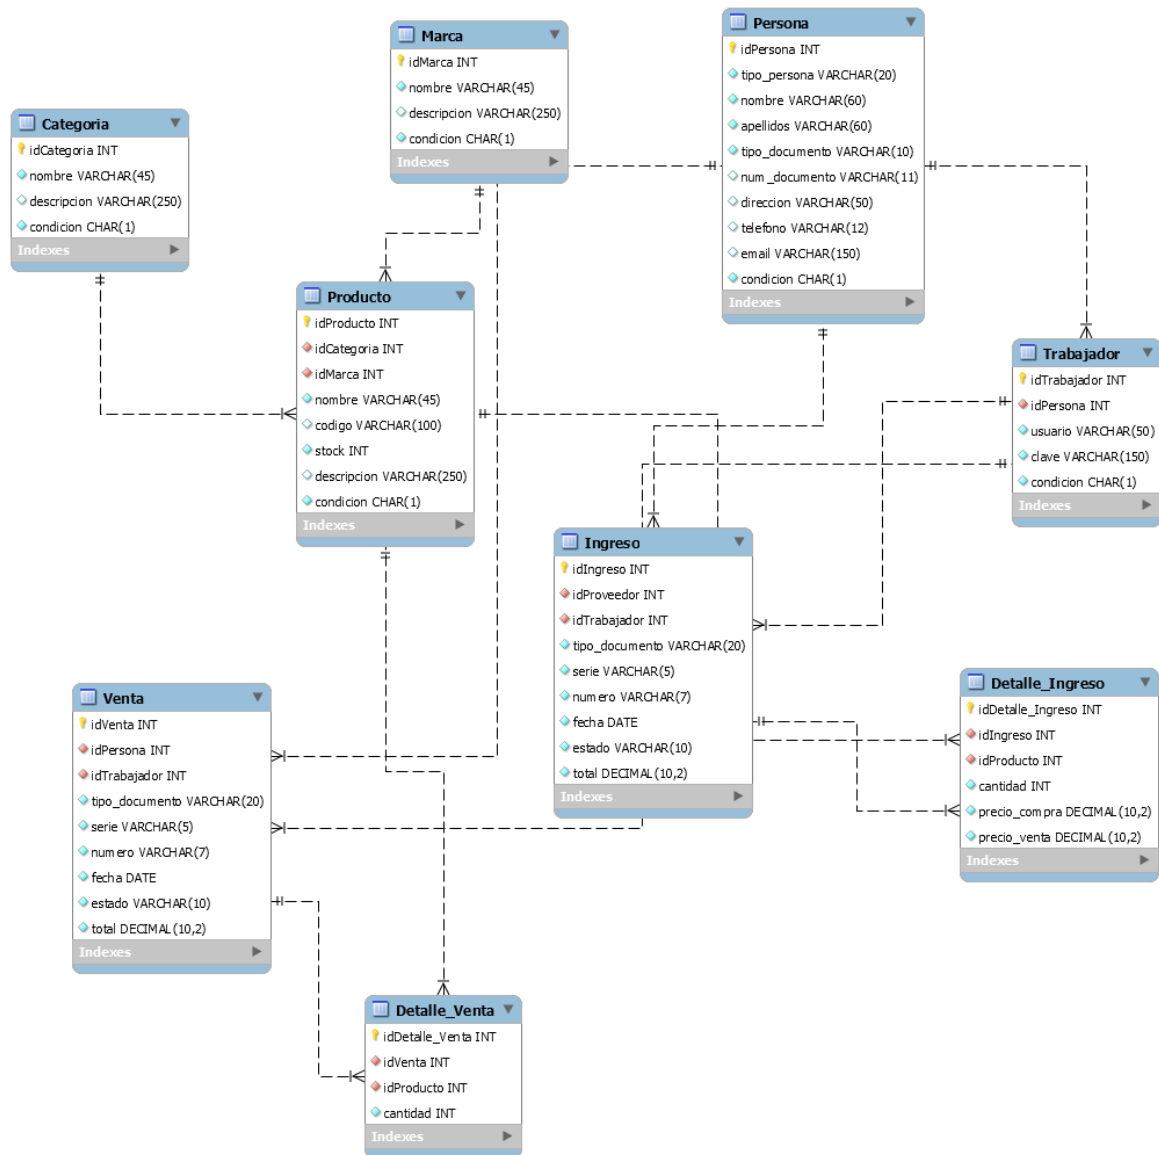 Marca
idMarca INT
nombre VARCHAR(45)
descripcion VARCHAR(250)
condicion CHAR(1)
Indexes
Persona
idPersona INT
tipo_persona VARCHAR(20)
nombre VARCHAR(60)
apellidos VARCHAR(60)
tipo_documento VARCHAR(10)
num_documento VARCHAR(11)
direccion VARCHAR(50)
telefono VARCHAR(12)
email VARCHAR(150)
condicion CHAR(1)
Indexes
Categoria
idCategoria INT
nombre VARCHAR(45)
descripcion VARCHAR(250)
condicion CHAR(1)
Indexes
Producto
idProducto INT
idCategoria INT
idMarca INT
nombre VARCHAR(45)
codigo VARCHAR(100)
stock INT
descripcion VARCHAR(250)
condicion CHAR(1)
Indexes
Trabajador
idTrabajador INT
idPersona INT
usuario VARCHAR(50)
clave VARCHAR(150)
condicion CHAR(1)
Indexes
Ingreso
idIngreso INT
idProveedor INT
idTrabajador INT
tipo_documento VARCHAR(20)
serie VARCHAR(5)
numero VARCHAR(7)
fecha DATE
estado VARCHAR(10)
total DECIMAL(10,2)
Indexes
Venta
idVenta INT
idPersona INT
idTrabajador INT
tipo_documento VARCHAR(20)
serie VARCHAR(5)
numero VARCHAR(7)
fecha DATE
estado VARCHAR(10)
total DECIMAL(10,2)
Indexes
Detalle_Ingreso
idDetalle_Ingreso INT
idIngreso INT
idProducto INT
cantidad INT
precio_compra DECIMAL(10,2)
precio_venta DECIMAL(10,2)
Indexes
Detalle_Venta
idDetalle_Venta INT
idVenta INT
idProducto INT
cantidad INT
Indexes